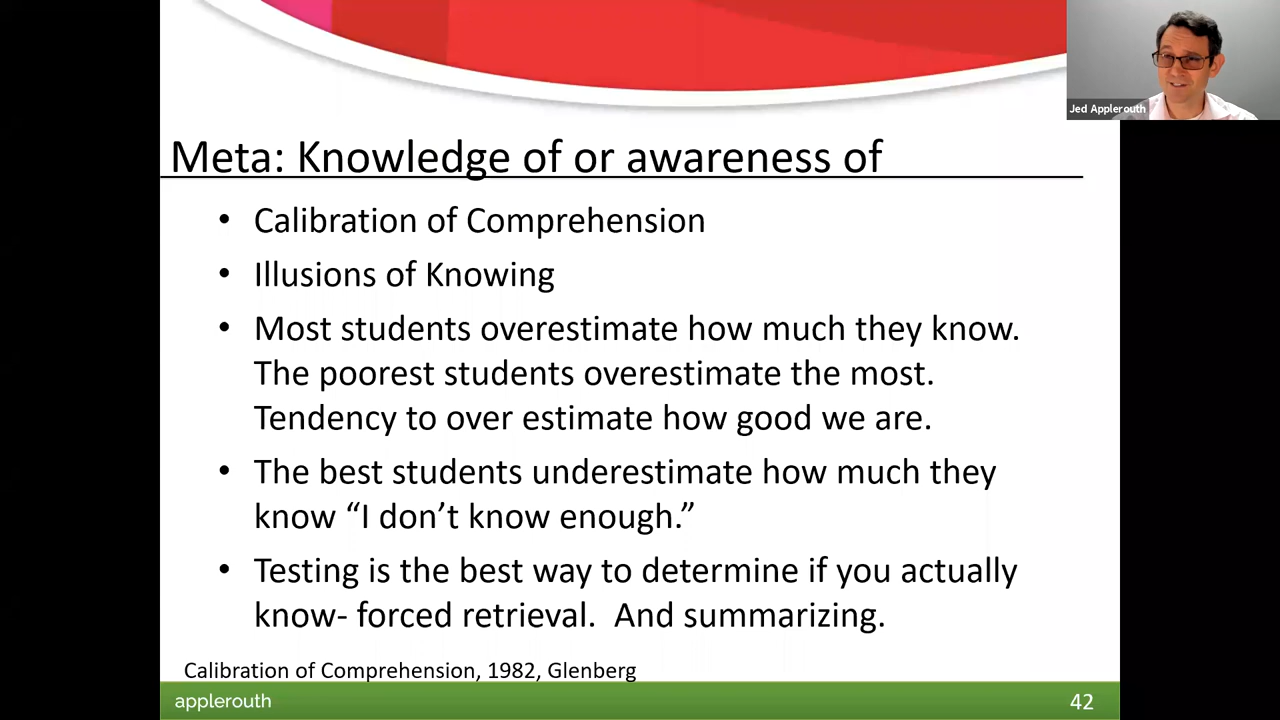 Jed Applerouth
Meta: Knowledge of or awareness of
• Calibration of Comprehension
• Illusions of Knowing
• Most students overestimate how much they know.
The poorest students overestimate the most.
Tendency to over estimate how good we are.
• The best students underestimate how much they
know “I don’t know enough.”
• Testing is the best way to determine if you actually
know- forced retrieval.  And summarizing.
Calibration of Comprehension, 1982, Glenberg
applerouth
42